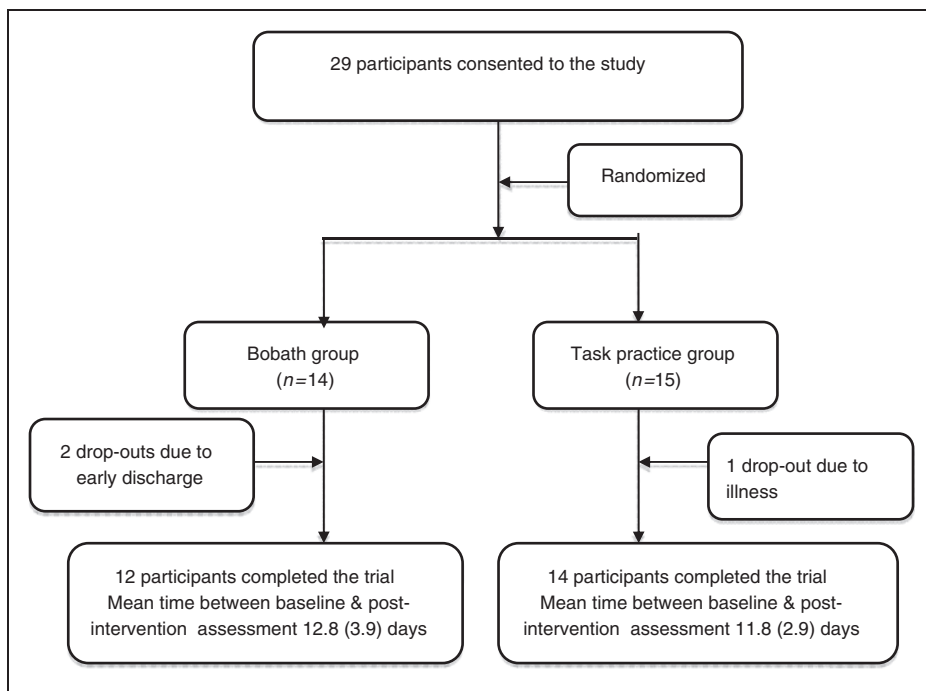 29 participants consented to the study
Randomized
Bobath group
(n=14)
Task practice group
(n=15)
2 drop-outs due to
early discharge
1 drop-out due to
illness
12 participants completed the trial
Mean time between baseline & post-
intervention assessment 12.8 (3.9) days
14 participants completed the trial
Mean time between baseline & post-
intervention assessment 11.8 (2.9) days